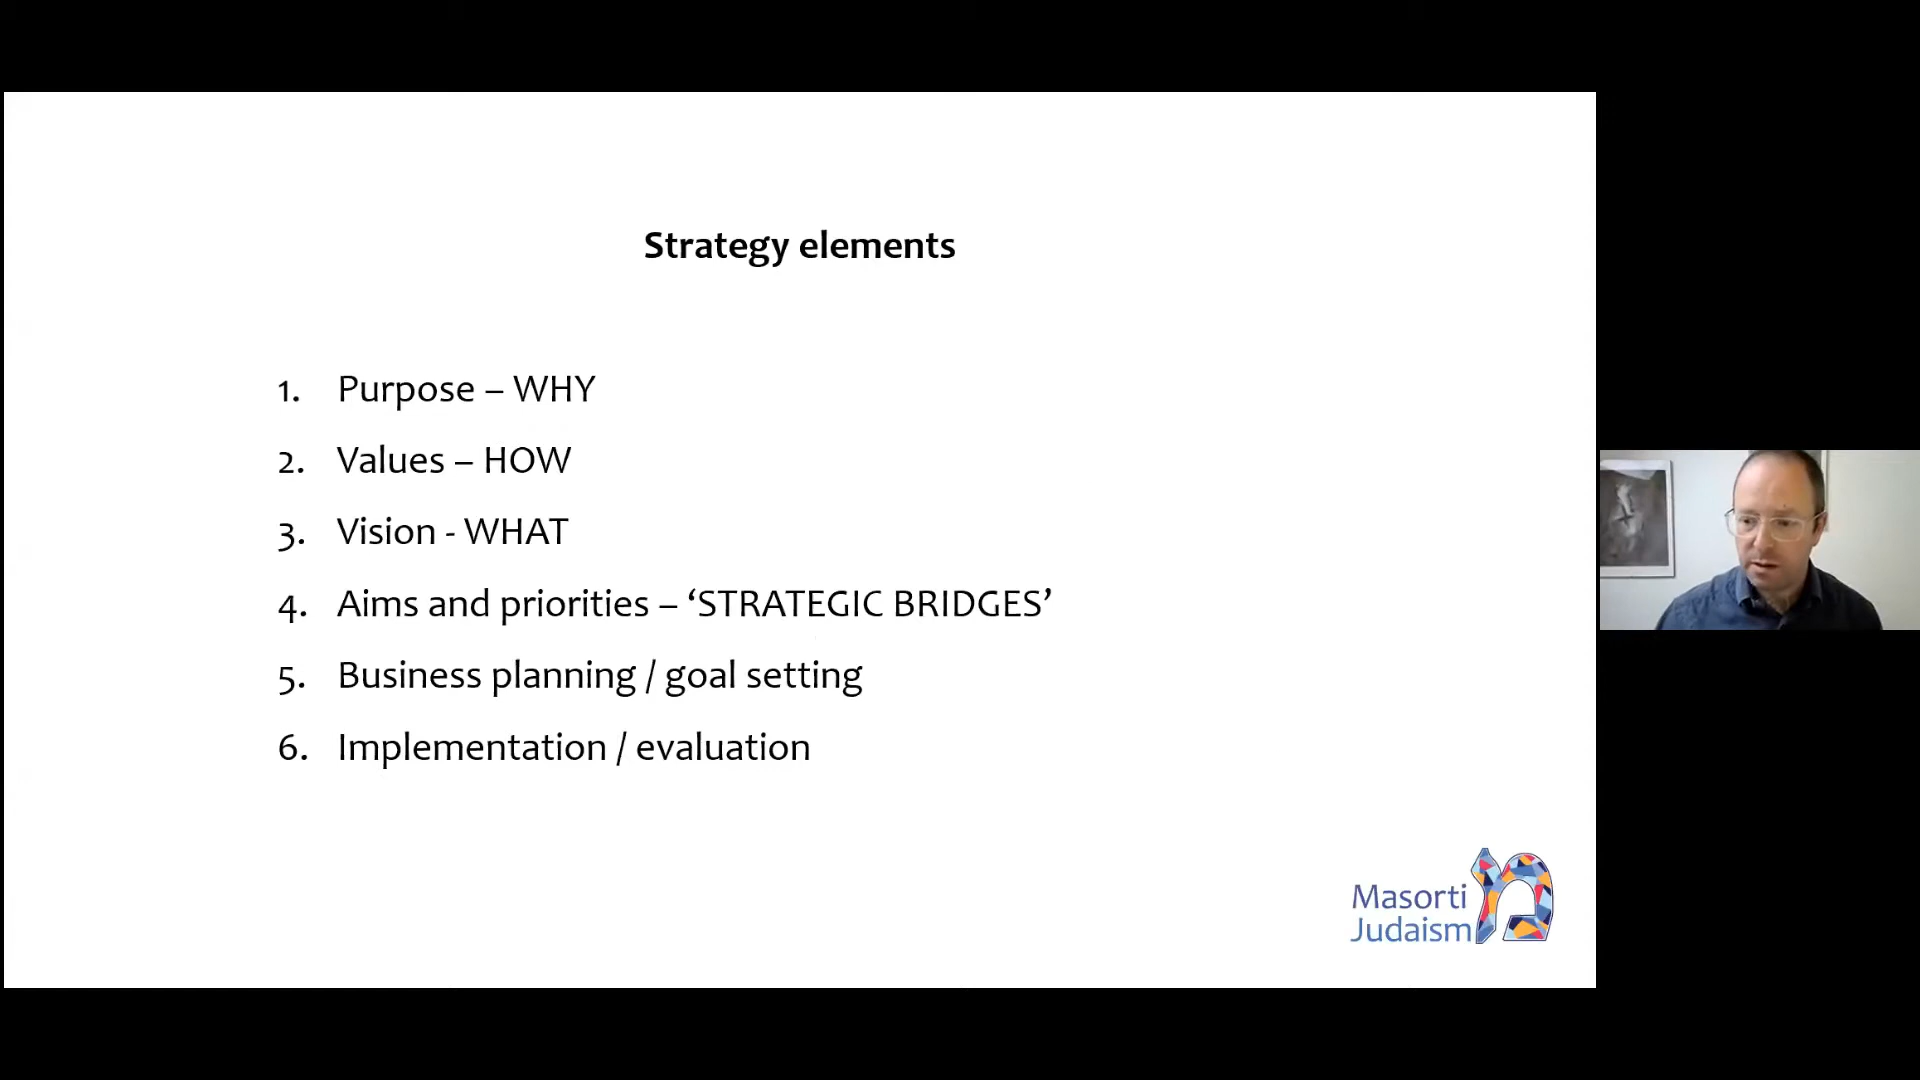 Strategy elements
1. Purpose – WHY
2. Values – HOW
3. Vision - WHAT
4. Aims and priorities – ‘STRATEGIC BRIDGES’
5. Business planning / goal setting
6. Implementation / evaluation
Masorti
Judaism